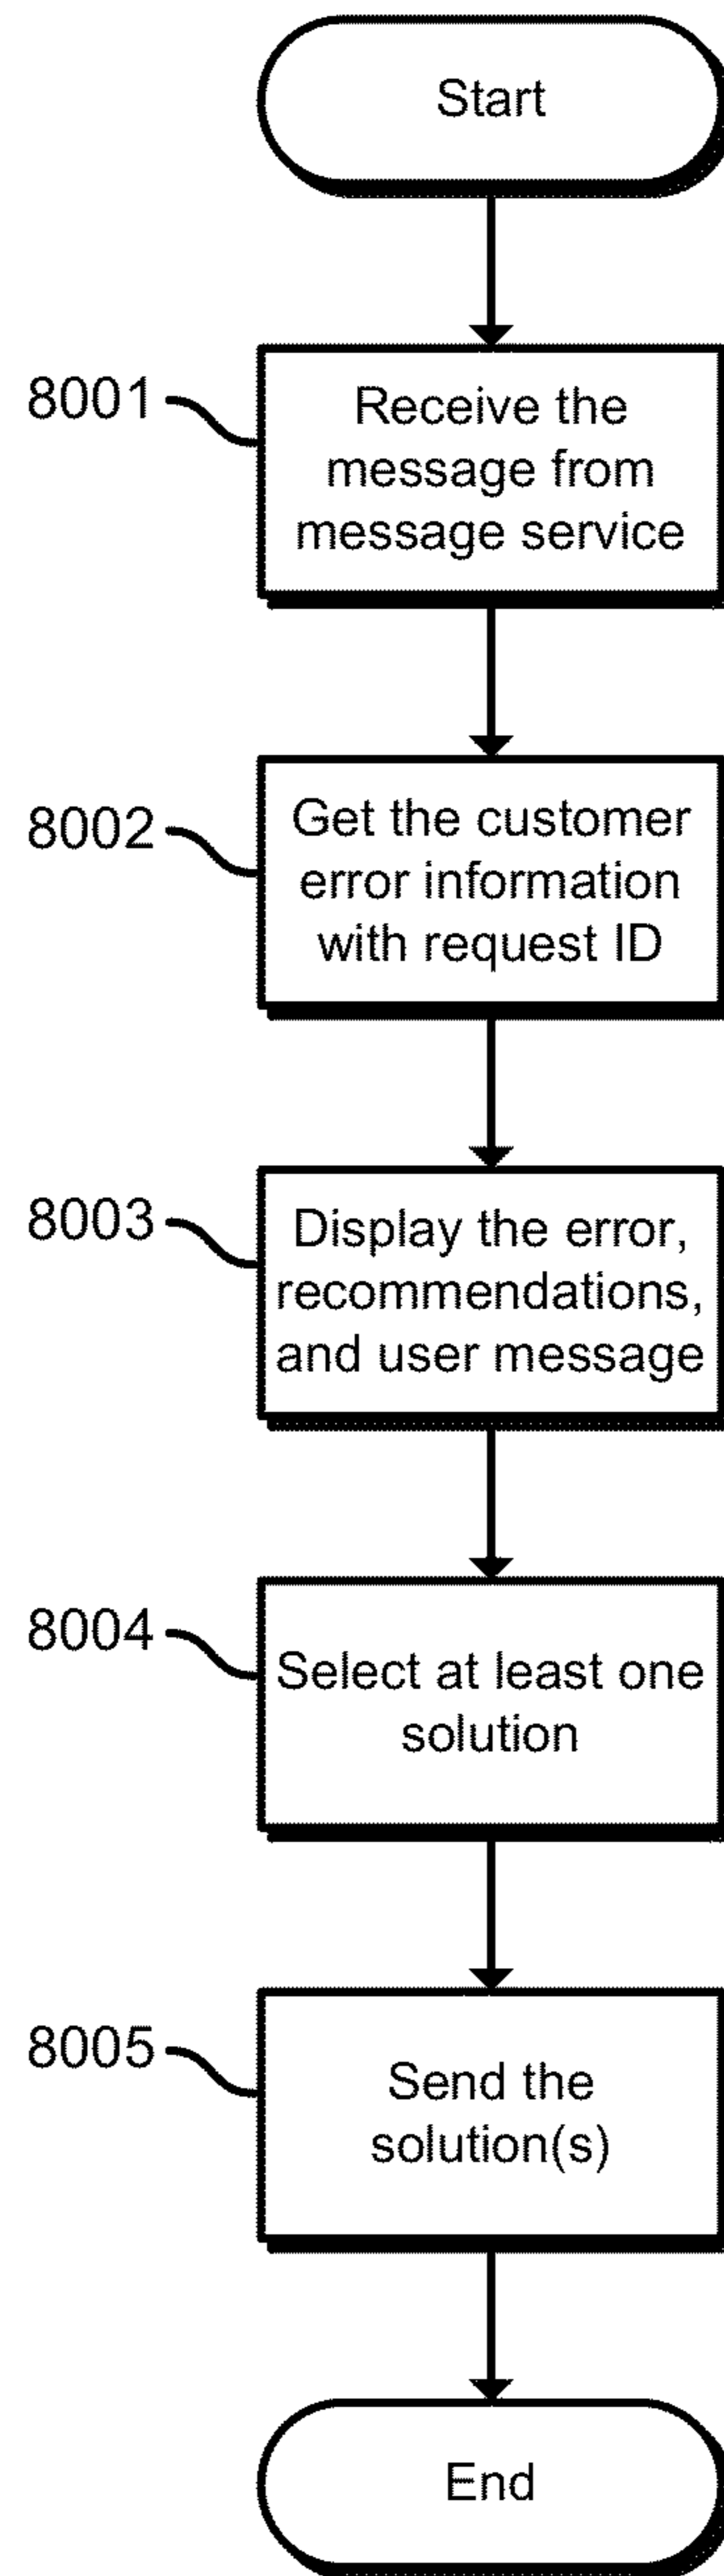 Start
8001
Receive the
message from
message service
8002
Get the customer
error information
with request ID
8003
Display the error,
recommendations,
and user message
8004
Select at least one
solution
8005
Send the
solution(s)
End